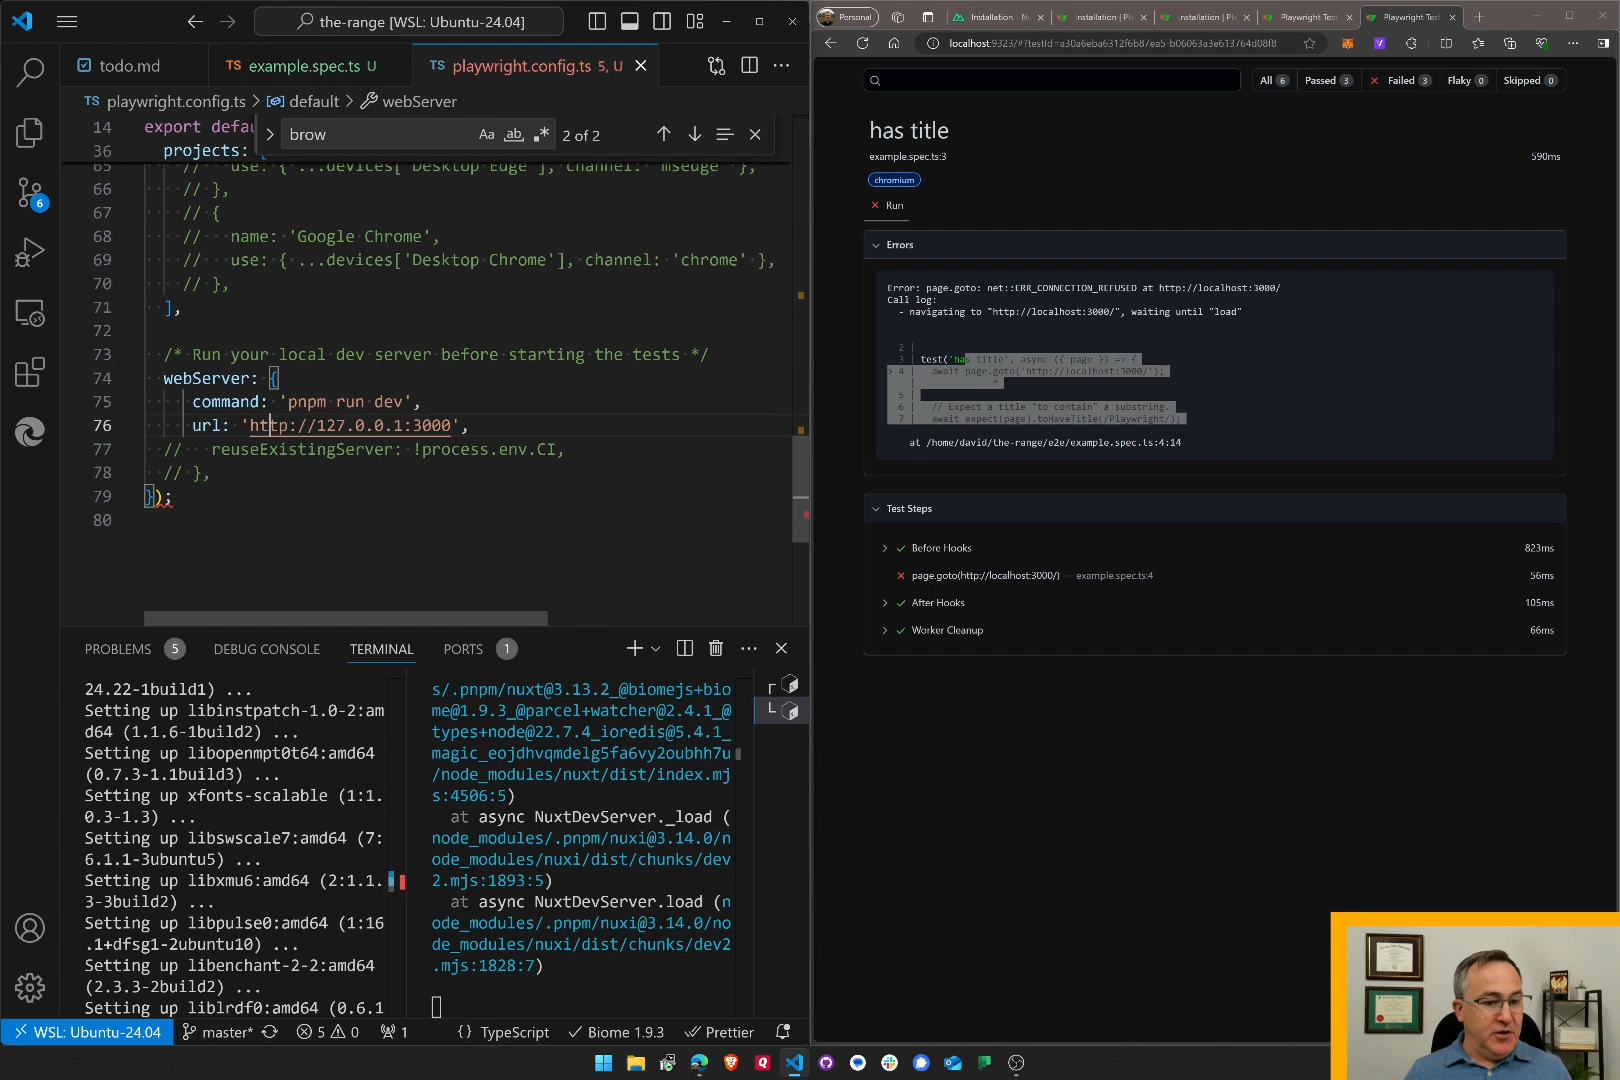 the-range [WSL: Ubuntu-24.04]
todo.md
TS example.spec.ts U
TS playwright.config.ts 5, U
TS playwright.config.ts > default > webServer
brow
Aa ab .* 2 of 2
14 export defau
36 projects: [
65 // use: { ...devices['Desktop Edge'], channel: 'msedge' },
66 // },
67 // {
68 // name: 'Google Chrome',
69 // use: { ...devices['Desktop Chrome'], channel: 'chrome' },
70 // },
71 ],
72
73 /* Run your local dev server before starting the tests */
74 webServer: {
75 command: 'pnpm run dev',
76 url: 'http://127.0.0.1:3000',
77 // reuseExistingServer: !process.env.CI,
78 // },
79 });
80
PROBLEMS 5 DEBUG CONSOLE TERMINAL PORTS 1
24.22-1build1) ...
Setting up libinstpatch-1.0-2:am
d64 (1.1.6-1build2) ...
Setting up libopenmpt0t64:amd64
(0.7.3-1.1build3) ...
Setting up xfonts-scalable (1:1.
0.3-1.3) ...
Setting up libswscale7:amd64 (7:
6.1.1-3ubuntu5) ...
Setting up libxmu6:amd64 (2:1.1.
3-3build2) ...
Setting up libpulse0:amd64 (1:16
.1+dfsg1-2ubuntu10) ...
Setting up libenchant-2-2:amd64
(2.3.3-2build2) ...
Setting up liblrdf0:amd64 (0.6.1
s/.pnpm/nuxt@3.13.2_@biomejs+bio
me@1.9.3_@parcel+watcher@2.4.1_@
types+node@22.7.4_ioredis@5.4.1_
magic_eojdhvqmdelg5fa6vy2oubhh7u
/node_modules/nuxt/dist/index.mj
s:4506:5)
at async NuxtDevServer._load (
node_modules/.pnpm/nuxi@3.14.0/n
ode_modules/nuxi/dist/chunks/dev
2.mjs:1893:5)
at async NuxtDevServer.load (n
ode_modules/.pnpm/nuxi@3.14.0/no
de_modules/nuxi/dist/chunks/dev2
.mjs:1828:7)
6
WSL: Ubuntu-24.04 master* 5 0 1 {} TypeScript Biome 1.9.3 Prettier
Personal
Installation - Nu
Installation | Pl
Installation | Pl
Playwright Test
Playwright Test
localhost:9323/#?testId=a30a6eba6312f6b87ea5-b06063a3e613764d08f8
All 6 Passed 3 Failed 3 Flaky 0 Skipped 0
has title
example.spec.ts:3 590ms
chromium
Run
Errors
Error: page.goto: net::ERR_CONNECTION_REFUSED at http://localhost:3000/
Call log:
- navigating to "http://localhost:3000/", waiting until "load"
2 |
3 | test('has title', async ({ page }) => {
> 4 | await page.goto('http://localhost:3000/');
| ^
5 |
6 | // Expect a title "to contain" a substring.
7 | await expect(page).toHaveTitle(/Playwright/);
at /home/david/the-range/e2e/example.spec.ts:4:14
Test Steps
Before Hooks 823ms
page.goto(http://localhost:3000/) — example.spec.ts:4 56ms
After Hooks 105ms
Worker Cleanup 66ms